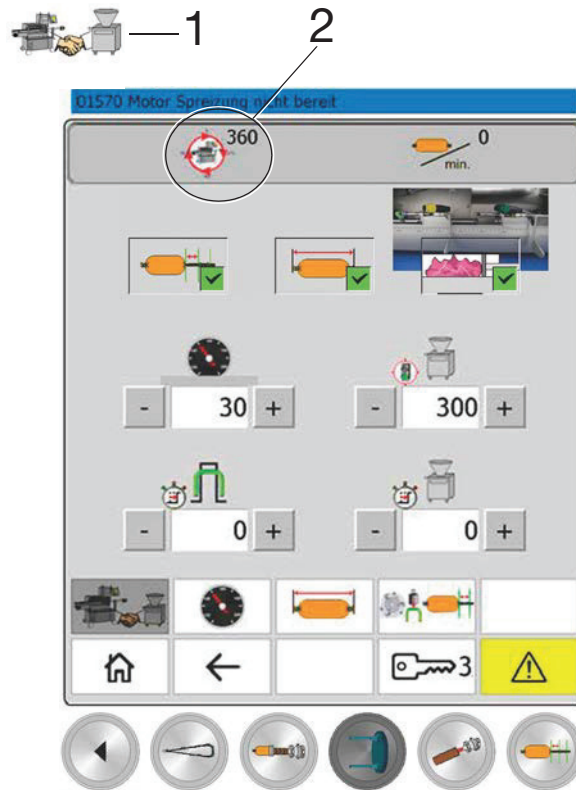 1
2
01570 Motor Spreizung nicht bereit
360
0
min.
- 30 +
- 300 +
- 0 +
- 0 +
3